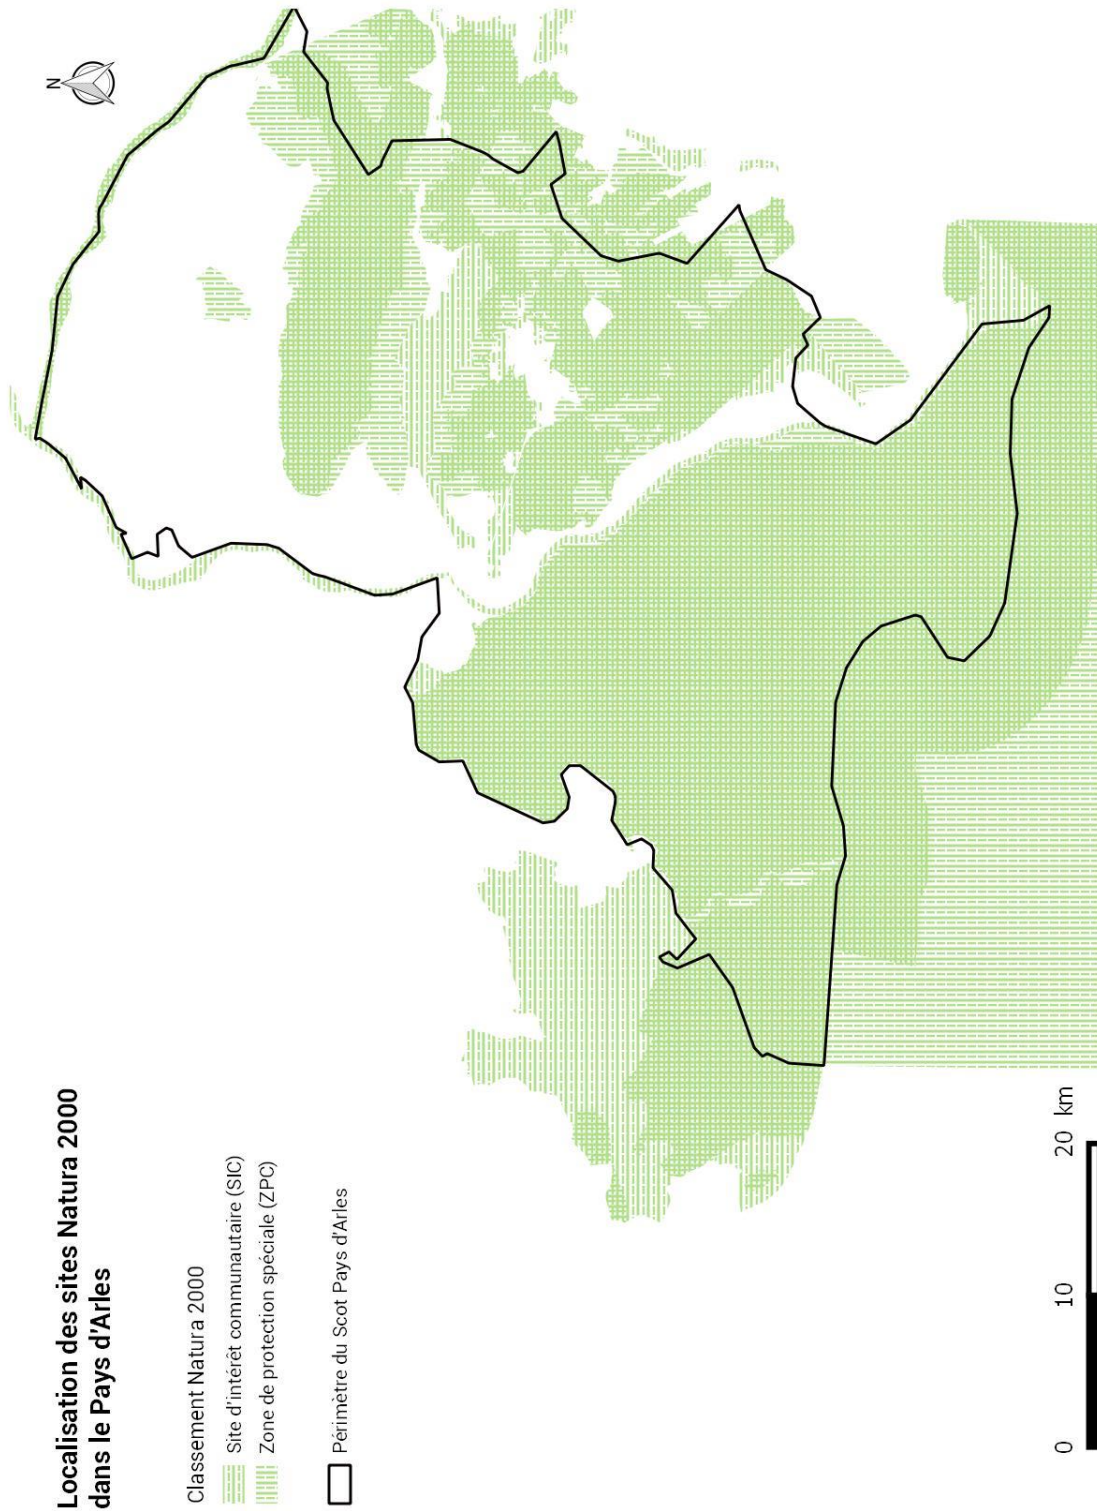 Localisation des sites Natura 2000
dans le Pays d'Arles
Classement Natura 2000
Site d'intérêt communautaire (SIC)
Zone de protection spéciale (ZPC)
Périmètre du Scot Pays d'Arles
N
0 10 20 km